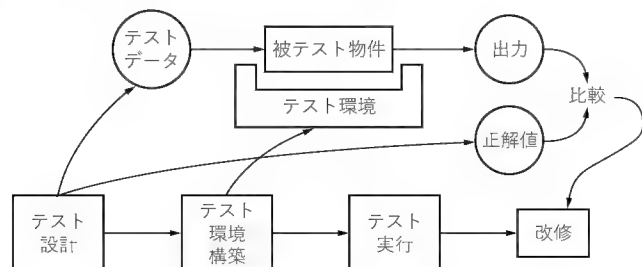 テスト
データ
被テスト物件
出力
テスト環境
比較
正解値
テスト
設計
テスト
環境
構築
テスト
実行
改修